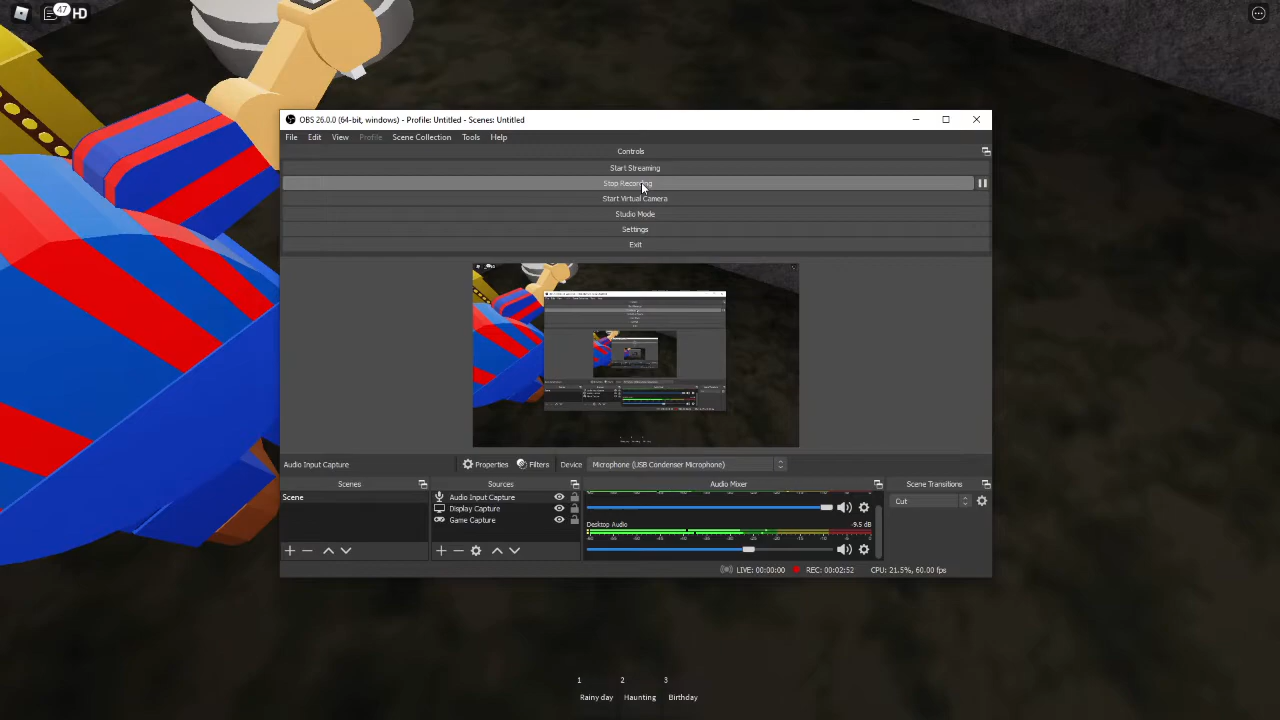 47 HD
OBS 26.0.0 (64-bit, windows) - Profile: Untitled - Scenes: Untitled
File Edit View Profile Scene Collection Tools Help
Controls
Start Streaming
Stop Recording
Start Virtual Camera
Studio Mode
Settings
Exit
Audio Input Capture Properties Filters Device Microphone (USB Condenser Microphone)
Scenes Sources Audio Mixer Scene Transitions
Scene
Audio Input Capture
Display Capture
Game Capture
Cut
Desktop Audio -9.5 dB
LIVE: 00:00:00 REC: 00:02:52 CPU: 21.5%, 60.00 fps
1 2 3
Rainy day Haunting Birthday